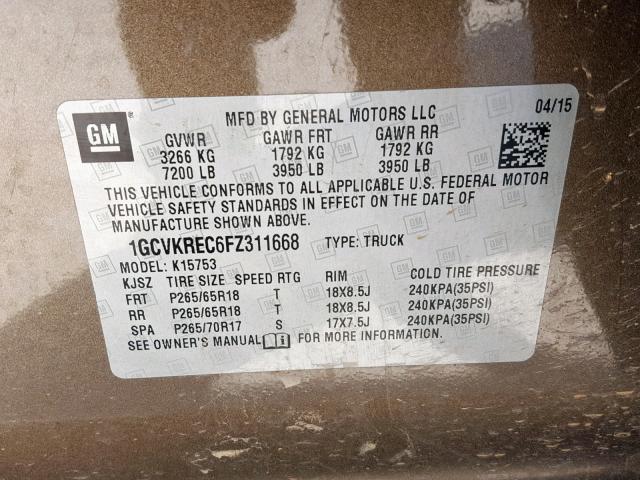 GM
MFD BY GENERAL MOTORS LLC 04/15
GVWR GAWR FRT GAWR RR
3266 KG 1792 KG 1792 KG
7200 LB 3950 LB 3950 LB
THIS VEHICLE CONFORMS TO ALL APPLICABLE U.S. FEDERAL MOTOR
VEHICLE SAFETY STANDARDS IN EFFECT ON THE DATE OF
MANUFACTURE SHOWN ABOVE.
1GCVKREC6FZ311668 TYPE: TRUCK
MODEL: K15753
KJSZ TIRE SIZE SPEED RTG RIM COLD TIRE PRESSURE
FRT P265/65R18 T 18X8.5J 240KPA(35PSI)
RR P265/65R18 T 18X8.5J 240KPA(35PSI)
SPA P265/70R17 S 17X7.5J 240KPA(35PSI)
SEE OWNER'S MANUAL FOR MORE INFORMATION.